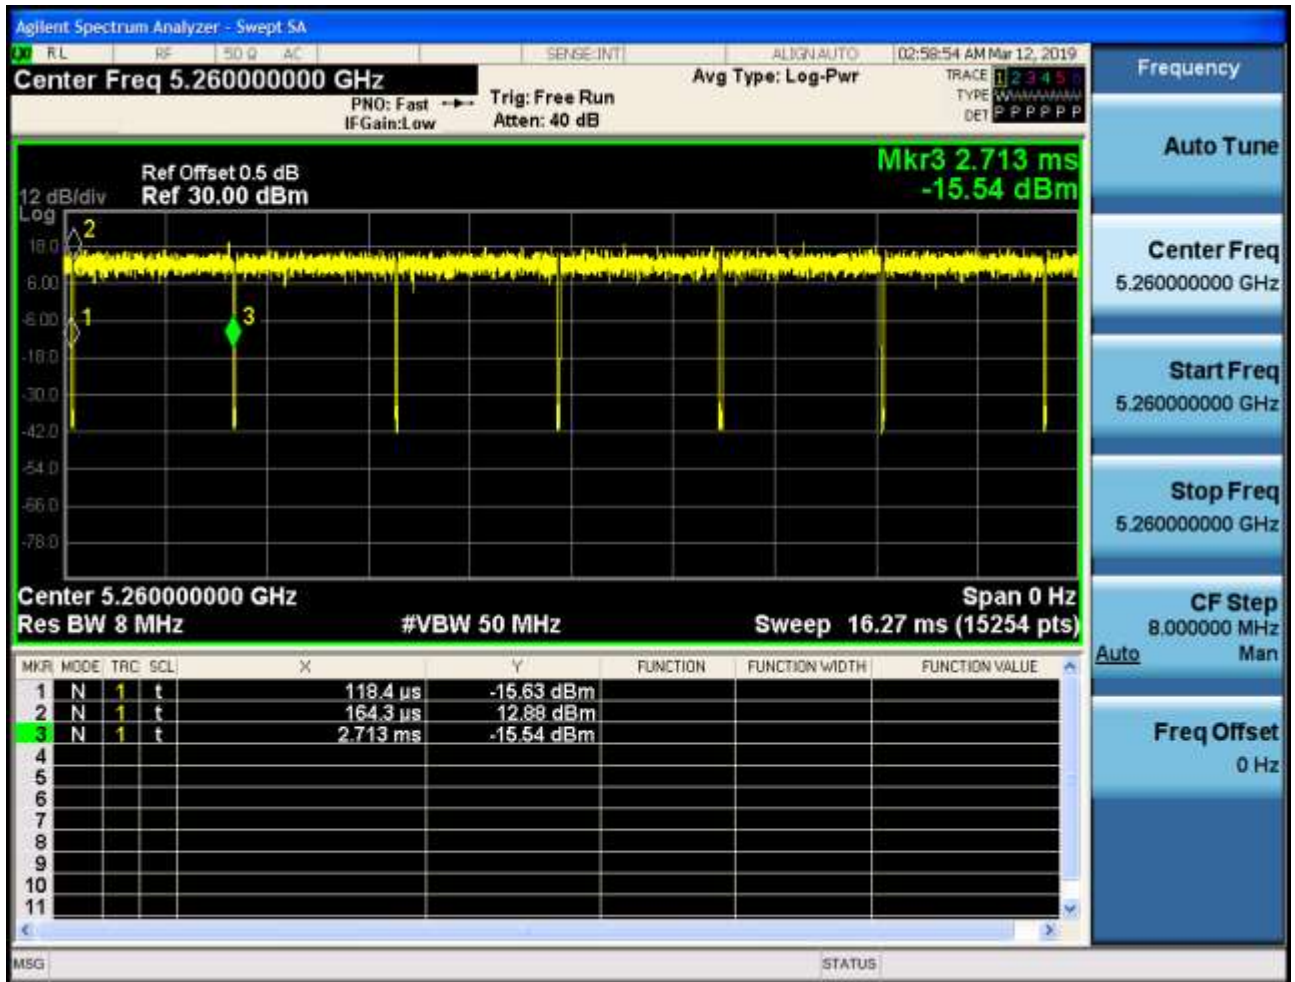 Agilent Spectrum Analyzer - Swept SA
RL RF 50 Ω AC SENSE:INT ALIGN AUTO 02:58:54 AM Mar 12, 2019
Center Freq 5.260000000 GHz
PNO: Fast
IFGain:Low
Trig: Free Run
Atten: 40 dB
Avg Type: Log-Pwr
TRACE 1 2 3 4 5 6
TYPE
DET P P P P P P
Mkr3 2.713 ms
-15.54 dBm
Ref Offset 0.5 dB
12 dB/div Ref 30.00 dBm
Log
18.0
6.00
-6.00
-18.0
-30.0
-42.0
-54.0
-66.0
-78.0
2
1
3
Center 5.260000000 GHz Span 0 Hz
Res BW 8 MHz #VBW 50 MHz Sweep 16.27 ms (15254 pts)
MKR MODE TRC SCL X Y FUNCTION FUNCTION WIDTH FUNCTION VALUE
1 N 1 t 118.4 µs -15.63 dBm
2 N 1 t 164.3 µs 12.88 dBm
3 N 1 t 2.713 ms -15.54 dBm
4
5
6
7
8
9
10
11
MSG STATUS
Frequency
Auto Tune
Center Freq
5.260000000 GHz
Start Freq
5.260000000 GHz
Stop Freq
5.260000000 GHz
CF Step
8.000000 MHz
Auto Man
Freq Offset
0 Hz